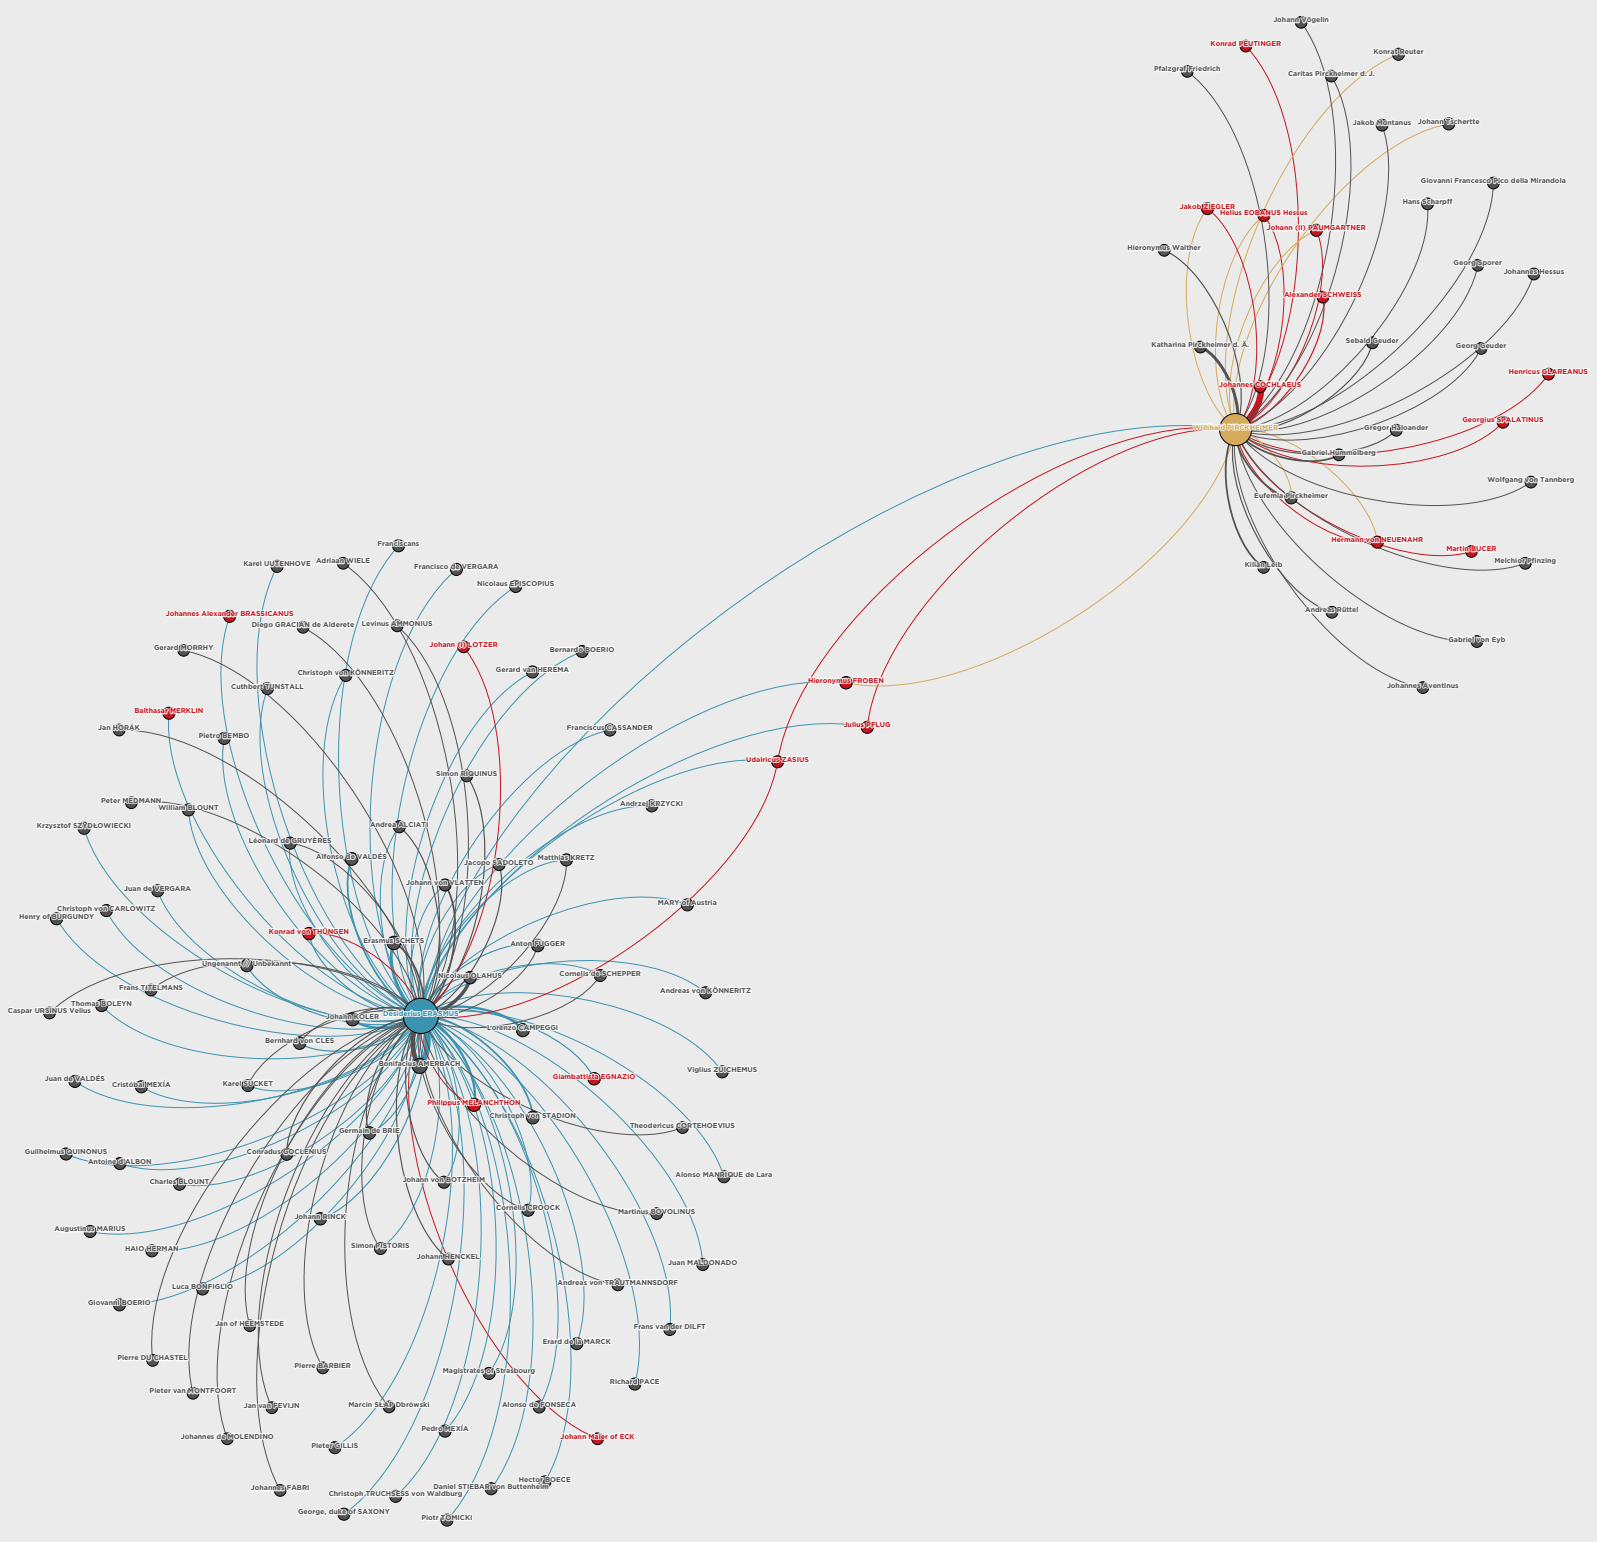 Johann Vögelin
Konrad PEUTINGER
Konrad Reuter
Pfalzgraf Friedrich
Caritas Pirckheimer d. J.
Jakob Montanus
Johann Tschertte
Giovanni Francesco Pico della Mirandola
Hans Scharpff
Jakob ZIEGLER
Helius EOBANUS Hessus
Johann (II) PAUMGARTNER
Hieronymus Walther
Georg Sporer
Johannes Hessus
Alexander SCHWEISS
Sebald Geuder
Katharina Pirckheimer d. Ä.
Georg Geuder
Henricus GLAREANUS
Johannes COCHLAEUS
Georgius SPALATINUS
Willibald PIRCKHEIMER
Gregor Haloander
Gabriel Hummelberg
Wolfgang von Tannberg
Eufemia Pirckheimer
Hermann von NEUENAHR
Martin BUCER
Melchior Pfinzing
Kilian Leib
Andreas Rüttel
Gabriel von Eyb
Johannes Aventinus
Franciscans
Karel UUTENHOVE
Adriaan WIELE
Francisco de VERGARA
Nicolaus EPISCOPIUS
Johannes Alexander BRASSICANUS
Diego GRACIÁN de Alderete
Levinus AMMONIUS
Gerard MORRHY
Johann (I) LOTZER
Bernardo BOERIO
Christoph von KÖNNERITZ
Gerard van HEREMA
Hieronymus FROBEN
Cuthbert TUNSTALL
Balthasar MERKLIN
Jan HORÁK
Pietro BEMBO
Franciscus CASSANDER
Julius PFLUG
Udalricus ZASIUS
Simon RIQUINUS
Peter MEDMANN
William BLOUNT
Andrzej KRZYCKI
Krzysztof SZYDŁOWIECKI
Andrea ALCIATI
Léonard de GRUYÈRES
Alfonso de VALDÉS
Jacopo SADOLETO
Matthias KRETZ
Johann von VLATTEN
Juan de VERGARA
MARY of Austria
Christoph von CARLOWITZ
Henry of BURGUNDY
Konrad von THÜNGEN
Erasmus SCHETS
Anton FUGGER
Ungenannt // Unbekannt
Nicolaus OLAHUS
Cornelis de SCHEPPER
Frans TITELMANS
Andreas von KÖNNERITZ
Thomas BOLEYN
Caspar URSINUS Velius
Johann KOLER
Desiderius ERASMUS
Lorenzo CAMPEGGI
Bernhard von CLES
Bonifacius AMERBACH
Viglius ZUICHEMUS
Juan de VALDÉS
Cristóbal MEXÍA
Karel SUCKET
Giambattista EGNAZIO
Philippus MELANCHTHON
Christoph von STADION
Theodericus CORTEHOEVIUS
Germain de BRIE
Guilhelmus QUINONUS
Antoine d'ALBON
Conradus GOCLENIUS
Charles BLOUNT
Johann von BOTZHEIM
Alonso MANRIQUE de Lara
Cornelis CROOCK
Martinus BOVOLINUS
Johann RINCK
Augustinus MARIUS
HAIO HERMAN
Simon PISTORIS
Johann HENCKEL
Juan MALDONADO
Luca BONFIGLIO
Andreas von TRAUTMANNSDORF
Giovanni BOERIO
Jan of HEEMSTEDE
Frans van der DILFT
Erard de la MARCK
Pierre DU CHASTEL
Pierre BARBIER
Magistrates of Strasbourg
Richard PACE
Pieter van MONTFOORT
Jan van FEVIJN
Marcin SŁAP Dbrówski
Alonso de FONSECA
Pedro MEXÍA
Johannes de MOLENDINO
Pieter GILLIS
Johann Maier of ECK
Hector BOECE
Johannes FABRI
Daniel STIEBAR von Buttenheim
Christoph TRUCHSESS von Waldburg
George, duke of SAXONY
Piotr TOMICKI